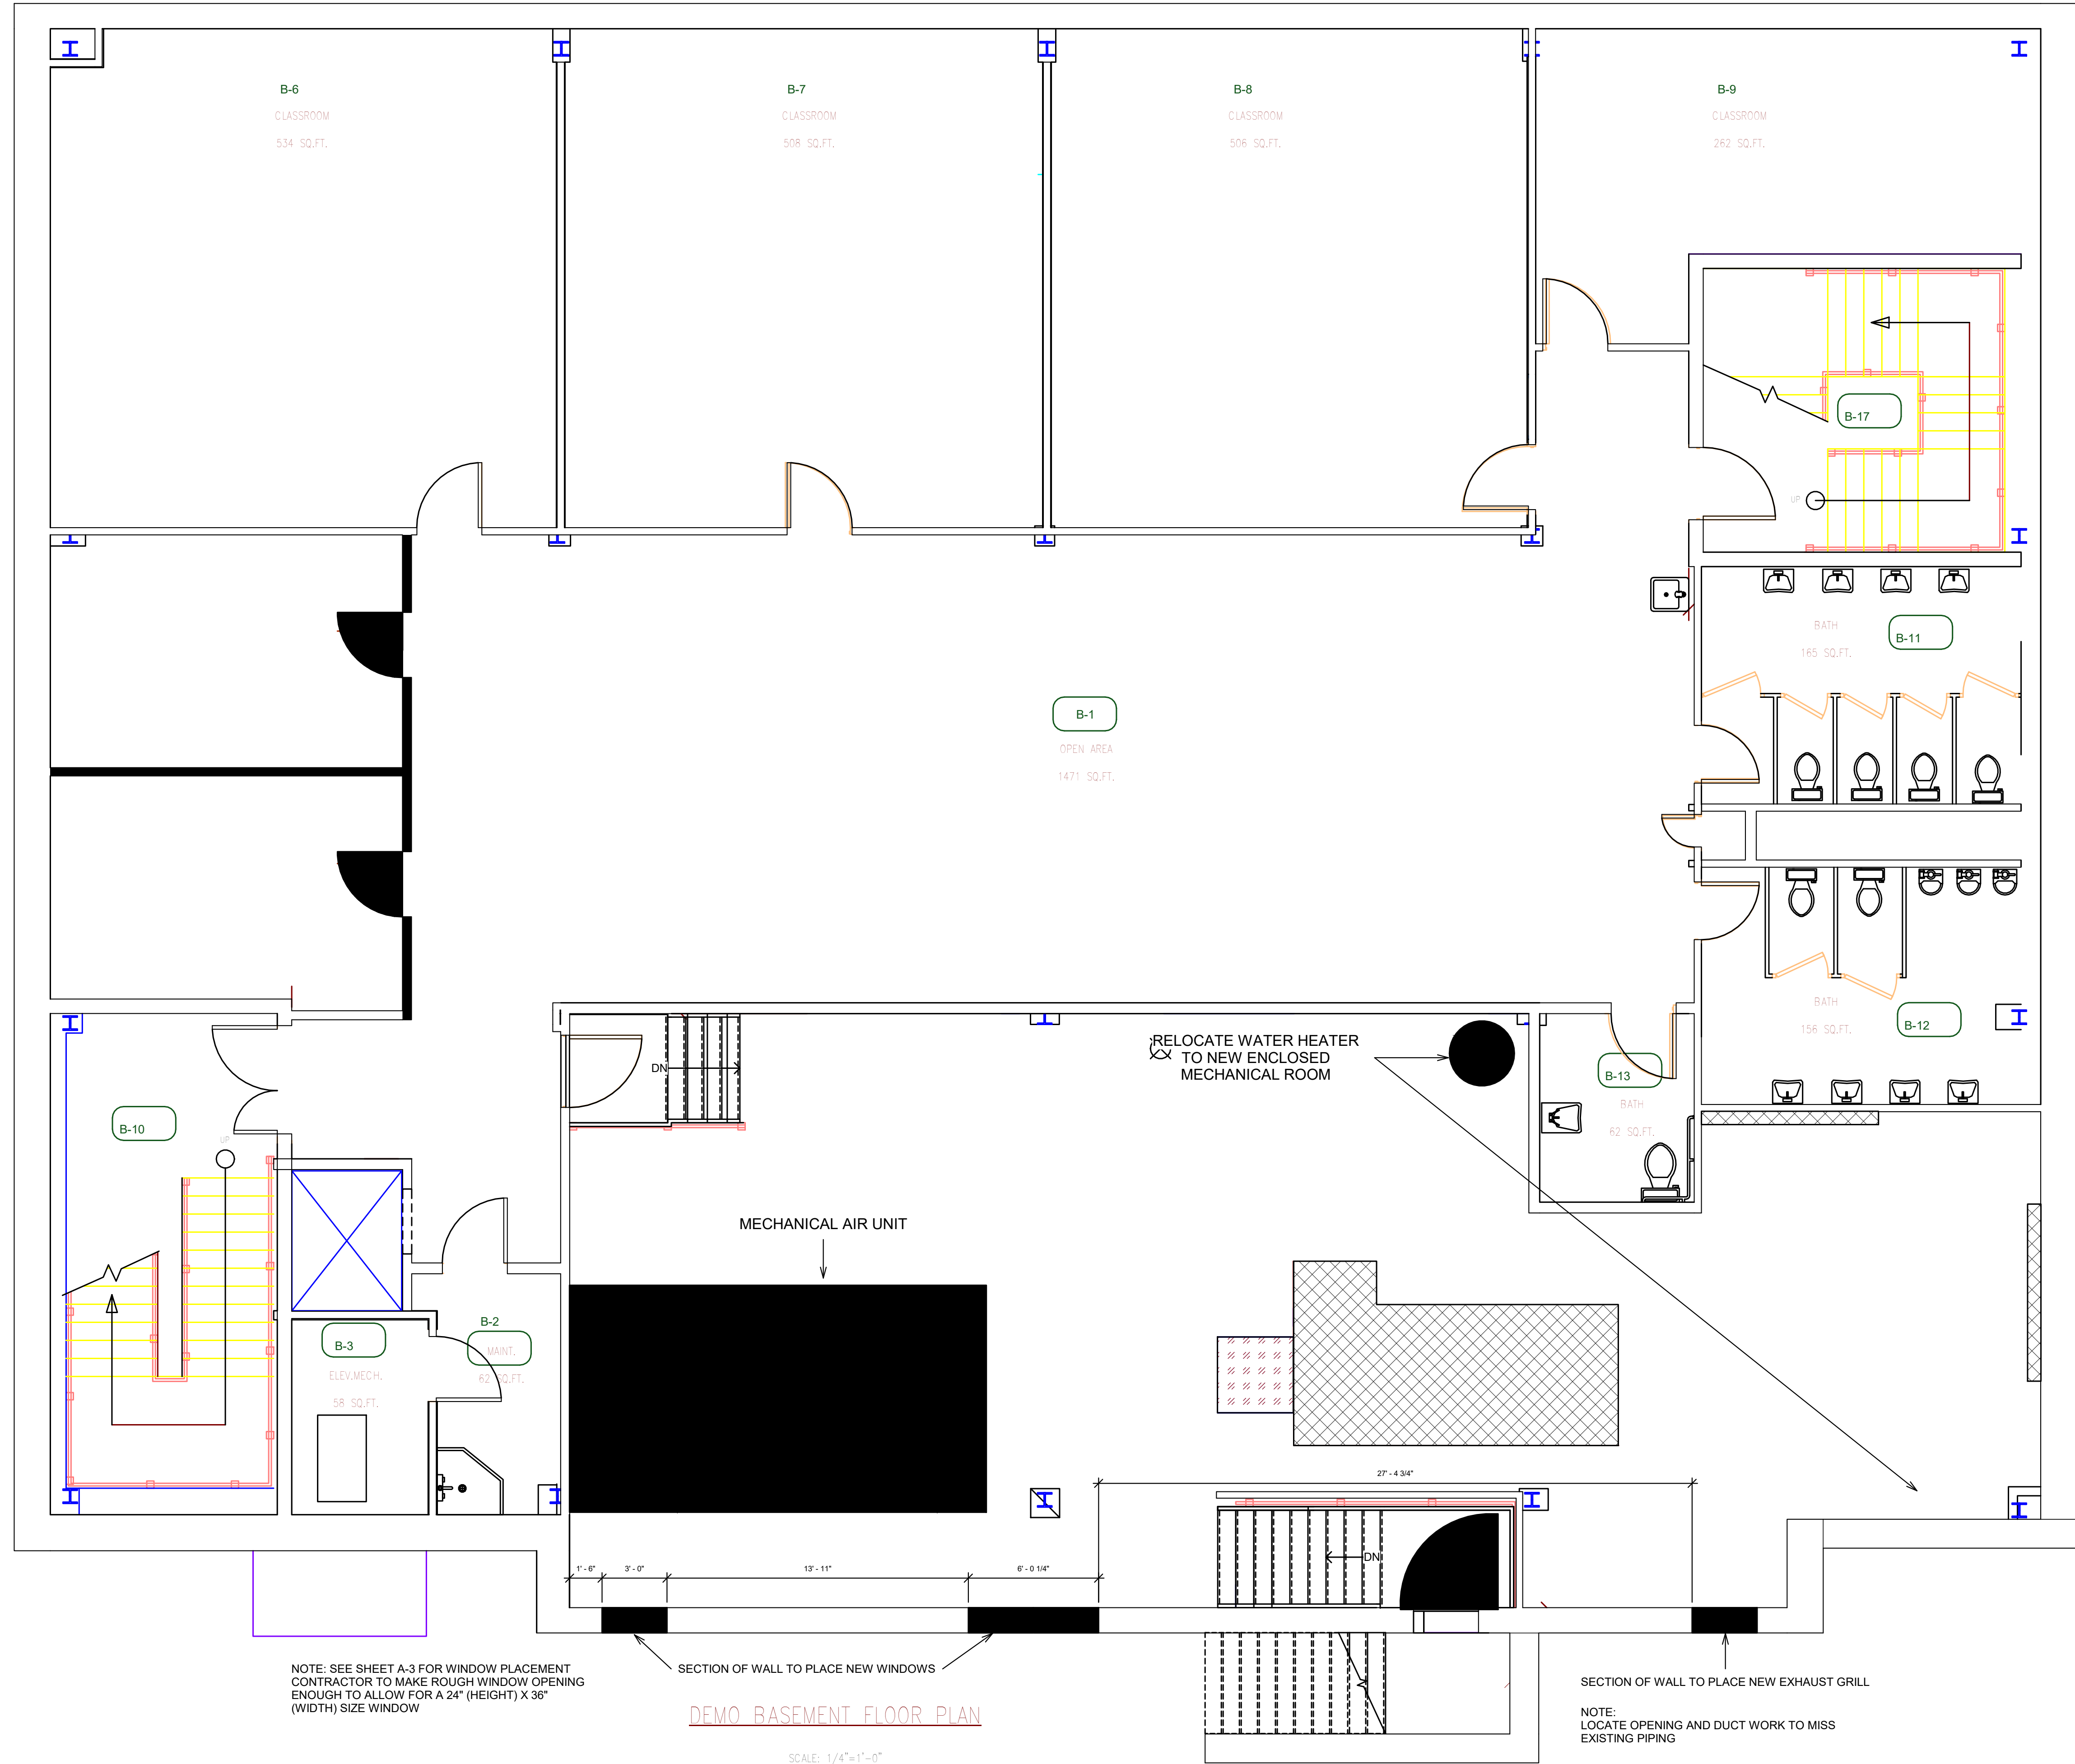 B-6
CLASSROOM
534 SQ.FT.
B-7
CLASSROOM
508 SQ.FT.
B-8
CLASSROOM
506 SQ.FT.
B-9
CLASSROOM
262 SQ.FT.
B-17
UP
BATH
B-11
165 SQ.FT.
B-1
OPEN AREA
1471 SQ.FT.
BATH
156 SQ.FT.
B-12
RELOCATE WATER HEATER
TO NEW ENCLOSED
MECHANICAL ROOM
DN
B-13
BATH
62 SQ.FT.
B-10
UP
MECHANICAL AIR UNIT
B-2
MAINT.
62 SQ.FT.
B-3
ELEV.MECH.
58 SQ.FT.
27' - 4 3/4"
DN
1' - 6"
3' - 0"
13' - 11"
6' - 0 1/4"
NOTE: SEE SHEET A-3 FOR WINDOW PLACEMENT
CONTRACTOR TO MAKE ROUGH WINDOW OPENING
ENOUGH TO ALLOW FOR A 24" (HEIGHT) X 36"
(WIDTH) SIZE WINDOW
SECTION OF WALL TO PLACE NEW WINDOWS
SECTION OF WALL TO PLACE NEW EXHAUST GRILL
NOTE:
LOCATE OPENING AND DUCT WORK TO MISS
EXISTING PIPING
DEMO BASEMENT FLOOR PLAN
SCALE: 1/4"=1'-0"